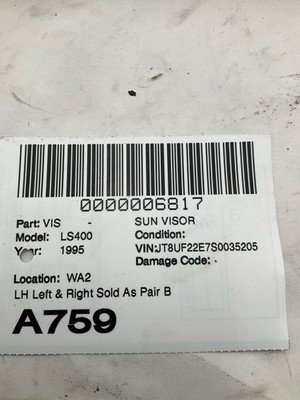 0000006817
Part: VIS - SUN VISOR
Model: LS400 Condition:
Year: 1995 VIN:JT8UF22E7S0035205
Damage Code: -
Location: WA2
LH Left & Right Sold As Pair B
A759